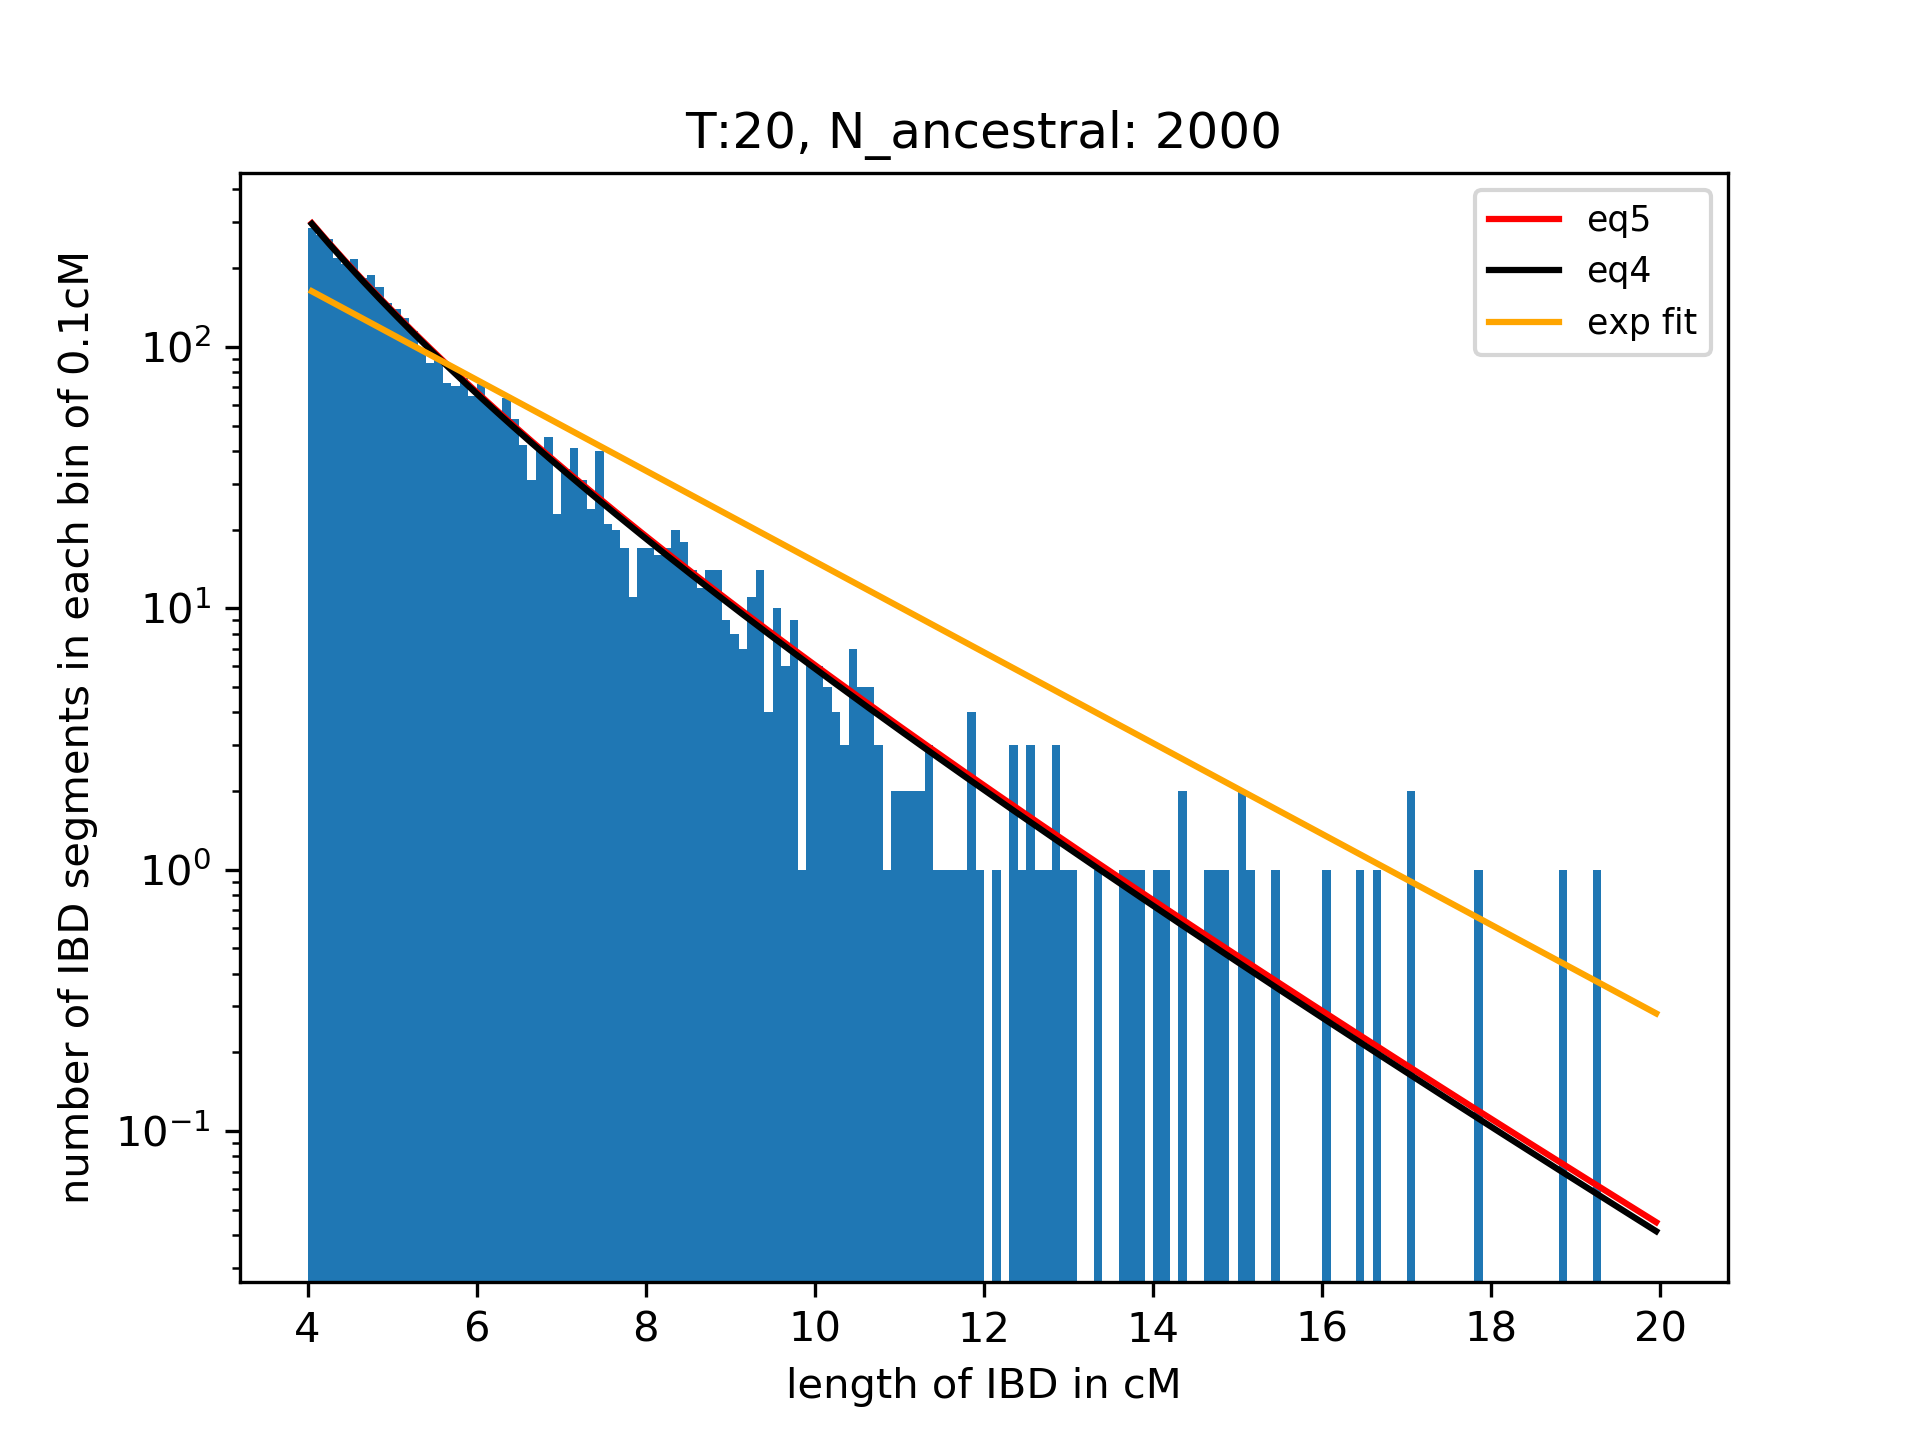 T:20, N_ancestral: 2000
number of IBD segments in each bin of 0.1cM
10²
10¹
10⁰
10⁻¹
eq5
eq4
exp fit
4 6 8 10 12 14 16 18 20
length of IBD in cM